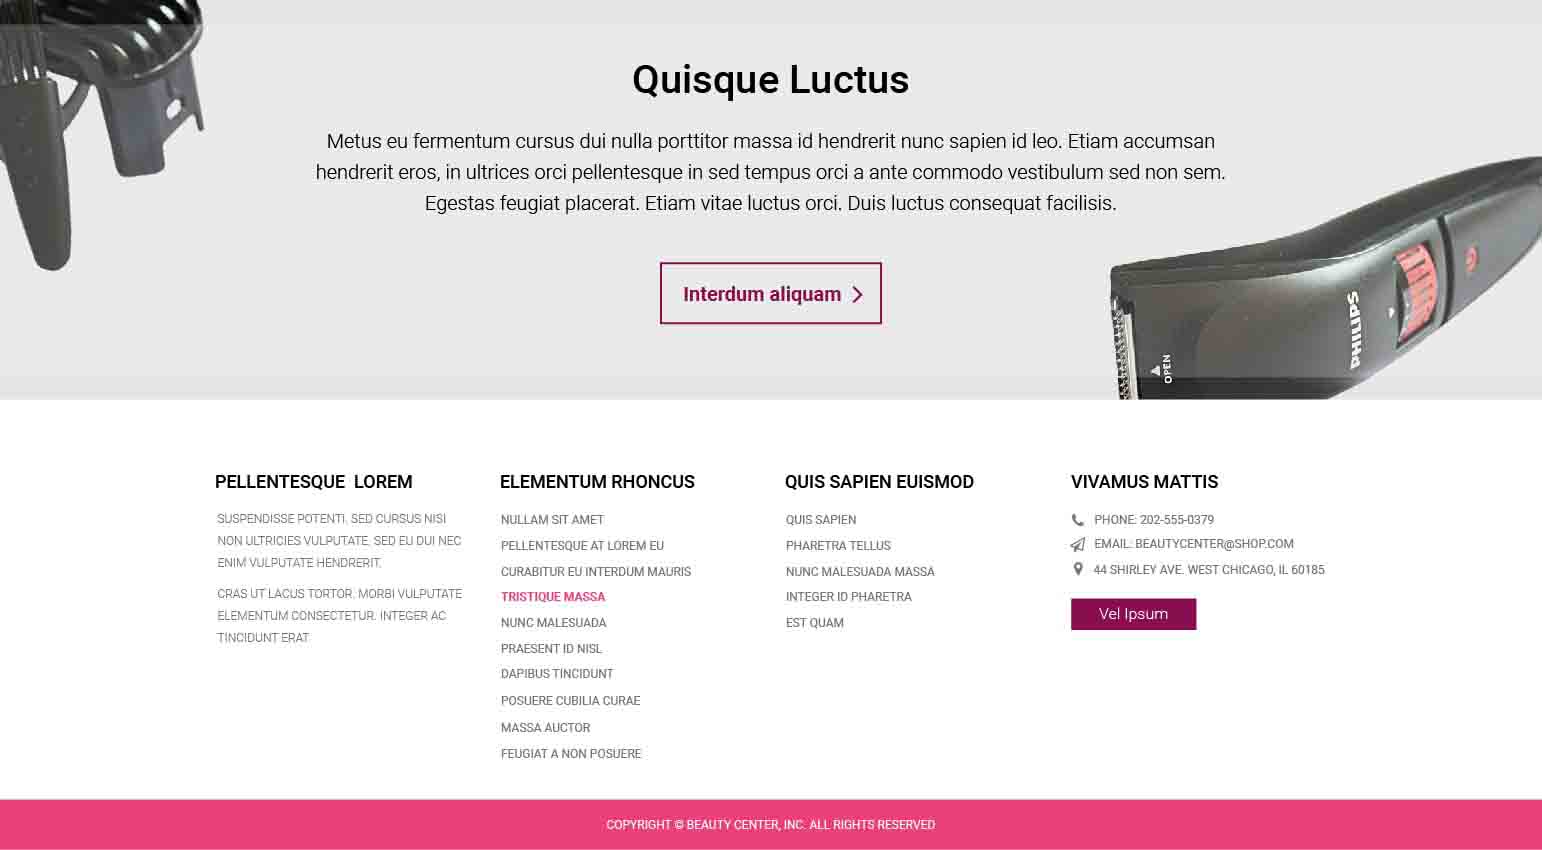 Quisque Luctus
Metus eu fermentum cursus dui nulla porttitor massa id hendrerit nunc sapien id leo. Etiam accumsan
hendrerit eros, in ultrices orci pellentesque in sed tempus orci a ante commodo vestibulum sed non sem.
Egestas feugiat placerat. Etiam vitae luctus orci. Duis luctus consequat facilisis.
Interdum aliquam
PHILIPS
OPEN
PELLENTESQUE LOREM
SUSPENDISSE POTENTI. SED CURSUS NISI
NON ULTRICIES VULPUTATE, SED EU DUI NEC
ENIM VULPUTATE HENDRERIT.
CRAS UT LACUS TORTOR. MORBI VULPUTATE
ELEMENTUM CONSECTETUR. INTEGER AC
TINCIDUNT ERAT
ELEMENTUM RHONCUS
NULLAM SIT AMET
PELLENTESQUE AT LOREM EU
CURABITUR EU INTERDUM MAURIS
TRISTIQUE MASSA
NUNC MALESUADA
PRAESENT ID NISL
DAPIBUS TINCIDUNT
POSUERE CUBILIA CURAE
MASSA AUCTOR
FEUGIAT A NON POSUERE
QUIS SAPIEN EUISMOD
QUIS SAPIEN
PHARETRA TELLUS
NUNC MALESUADA MASSA
INTEGER ID PHARETRA
EST QUAM
VIVAMUS MATTIS
PHONE: 202-555-0379
EMAIL: BEAUTYCENTER@SHOP.COM
44 SHIRLEY AVE. WEST CHICAGO, IL 60185
Vel Ipsum
COPYRIGHT © BEAUTY CENTER, INC. ALL RIGHTS RESERVED